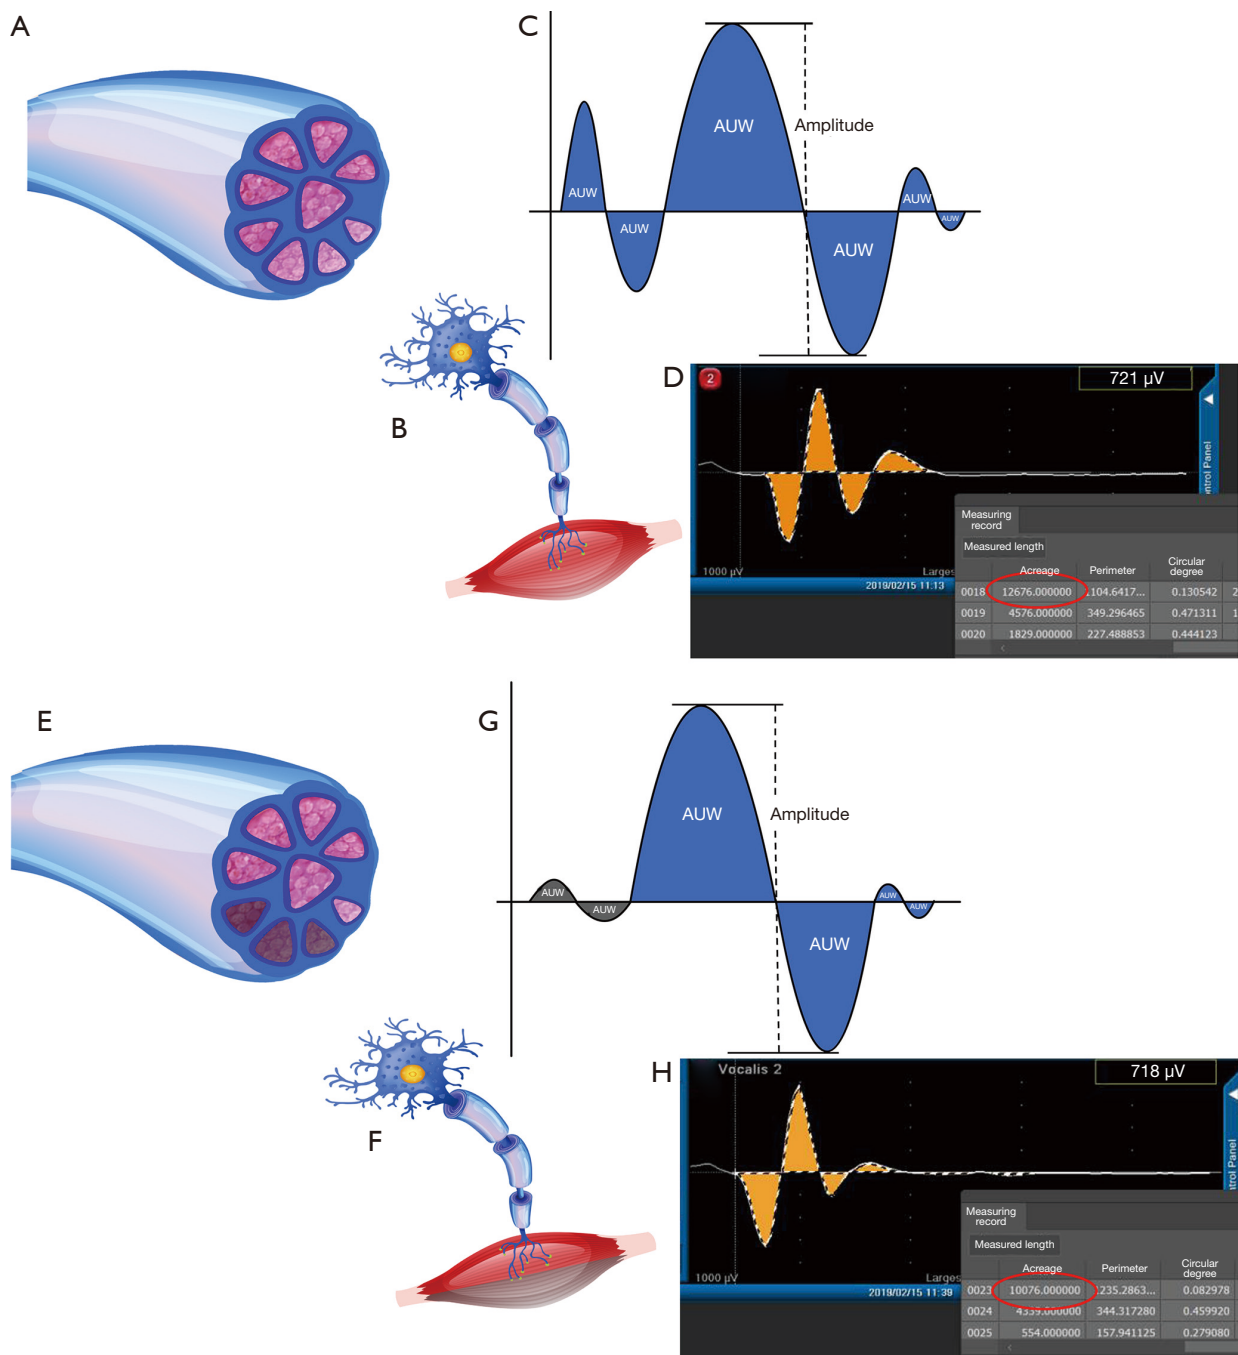 A
C
AUW
Amplitude
AUW
AUW
AUW
AUW
AUW
B
D
2
721 µV
ntrol Panel
Measuring
record
Measured length
1000 µV
Larges
2019/02/15 11:13
Acreage
Perimeter
Circular
degree
0018
12676.000000
104.6417...
0.130542
2
0019
4576.000000
349.296465
0.471311
1
0020
1829.000000
227.488853
0.444123
E
G
AUW
Amplitude
AUW
AUW
AUW
AUW
AUW
F
H
Vocalis 2
718 µV
ntrol Panel
Measuring
record
Measured length
1000 µV
Larges
2019/02/15 11:39
Acreage
Perimeter
Circular
degree
0023
10076.000000
235.2863...
0.082978
0024
4339.000000
344.317280
0.459920
0025
554.000000
157.941125
0.279080